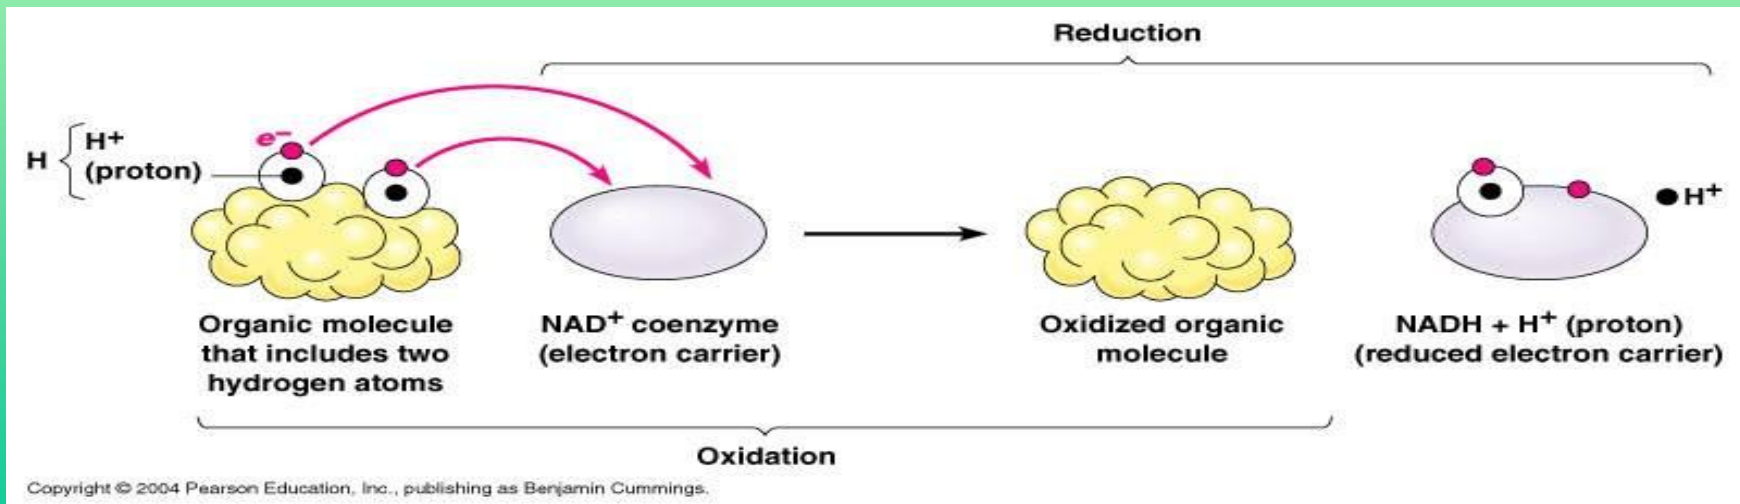 Reduction
e−
H
H+
(proton)
H+
Organic molecule
that includes two
hydrogen atoms
NAD+ coenzyme
(electron carrier)
Oxidized organic
molecule
NADH + H+ (proton)
(reduced electron carrier)
Oxidation
Copyright © 2004 Pearson Education, Inc., publishing as Benjamin Cummings.